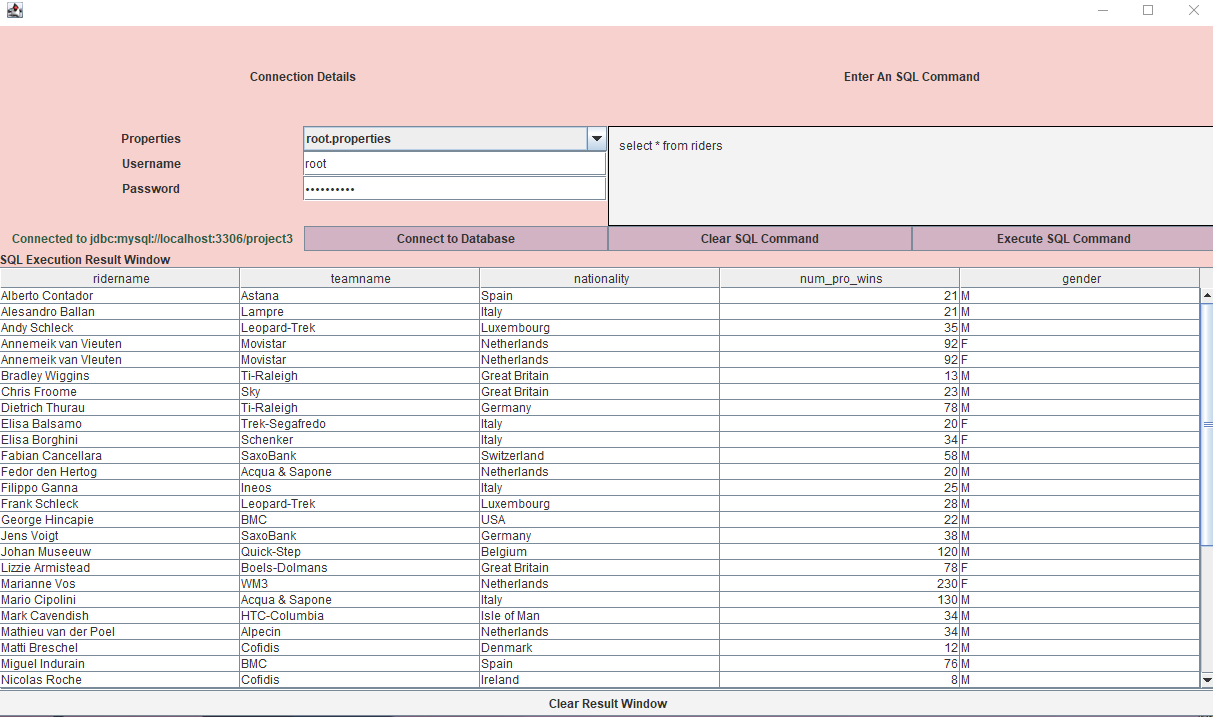 Connection Details Enter An SQL Command
Properties root.properties select * from riders
Username root
Password ••••••••••
Connected to jdbc:mysql://localhost:3306/project3 Connect to Database Clear SQL Command Execute SQL Command
SQL Execution Result Window
ridername teamname nationality num_pro_wins gender
Alberto Contador Astana Spain 21 M
Alesandro Ballan Lampre Italy 21 M
Andy Schleck Leopard-Trek Luxembourg 35 M
Annemeik van Vieuten Movistar Netherlands 92 F
Annemeik van Vleuten Movistar Netherlands 92 F
Bradley Wiggins Ti-Raleigh Great Britain 13 M
Chris Froome Sky Great Britain 23 M
Dietrich Thurau Ti-Raleigh Germany 78 M
Elisa Balsamo Trek-Segafredo Italy 20 F
Elisa Borghini Schenker Italy 34 F
Fabian Cancellara SaxoBank Switzerland 58 M
Fedor den Hertog Acqua & Sapone Netherlands 20 M
Filippo Ganna Ineos Italy 25 M
Frank Schleck Leopard-Trek Luxembourg 28 M
George Hincapie BMC USA 22 M
Jens Voigt SaxoBank Germany 38 M
Johan Museeuw Quick-Step Belgium 120 M
Lizzie Armistead Boels-Dolmans Great Britain 78 F
Marianne Vos WM3 Netherlands 230 F
Mario Cipolini Acqua & Sapone Italy 130 M
Mark Cavendish HTC-Columbia Isle of Man 34 M
Mathieu van der Poel Alpecin Netherlands 34 M
Matti Breschel Cofidis Denmark 12 M
Miguel Indurain BMC Spain 76 M
Nicolas Roche Cofidis Ireland 8 M
Clear Result Window